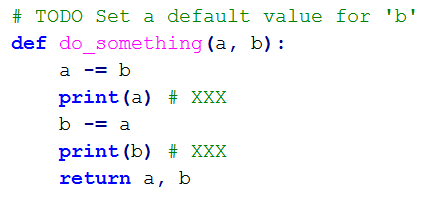 # TODO Set a default value for 'b'
def do_something(a, b):
    a -= b
    print(a) # XXX
    b -= a
    print(b) # XXX
    return a, b